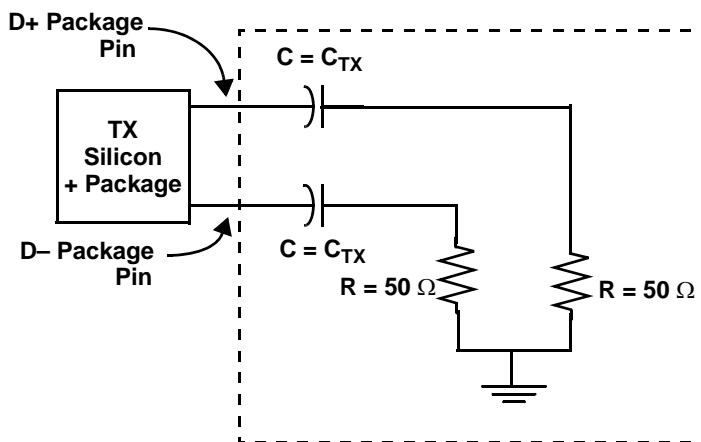 D+ Package
Pin
C = CTX
TX
Silicon
+ Package
D– Package
Pin
C = CTX
R = 50 Ω
R = 50 Ω